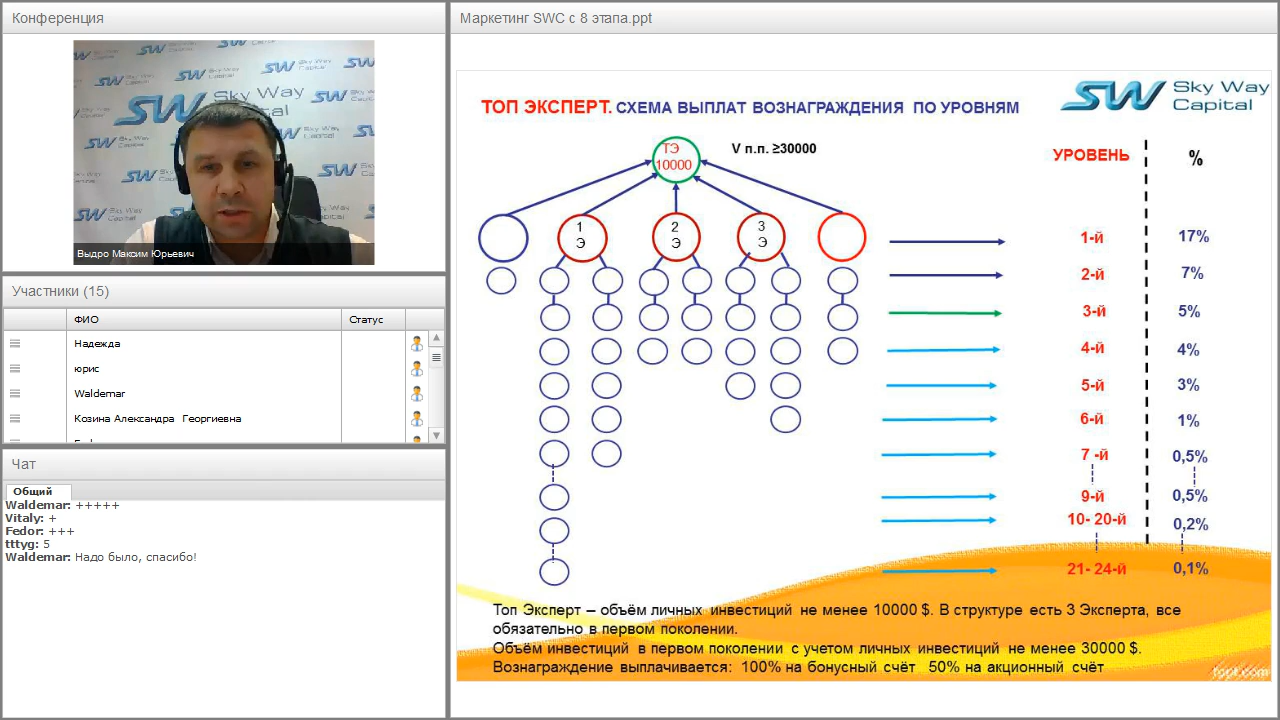 Конференция
Sky Way
Capital
Выдро Максим Юрьевич
Участники (15)
ФИО
Статус
Надежда
юрис
Waldemar
Козина Александра Георгиевна
Чат
Общий
Waldemar: +++++
Vitaly: +
Fedor: +++
tttyg: 5
Waldemar: Надо было, спасибо!
Маркетинг SWC с 8 этапа.ppt
ТОП ЭКСПЕРТ. СХЕМА ВЫПЛАТ ВОЗНАГРАЖДЕНИЯ ПО УРОВНЯМ
SW Sky Way
Capital
ТЭ
10000
V п.п. ≥30000
УРОВЕНЬ %
1
Э
2
Э
3
Э
1-й 17%
2-й 7%
3-й 5%
4-й 4%
5-й 3%
6-й 1%
7 -й 0,5%
9-й 0,5%
10- 20-й 0,2%
21- 24-й 0,1%
Топ Эксперт – объём личных инвестиций не менее 10000 $. В структуре есть 3 Эксперта, все
обязательно в первом поколении.
Объём инвестиций в первом поколении с учетом личных инвестиций не менее 30000 $.
Вознаграждение выплачивается: 100% на бонусный счёт 50% на акционный счёт